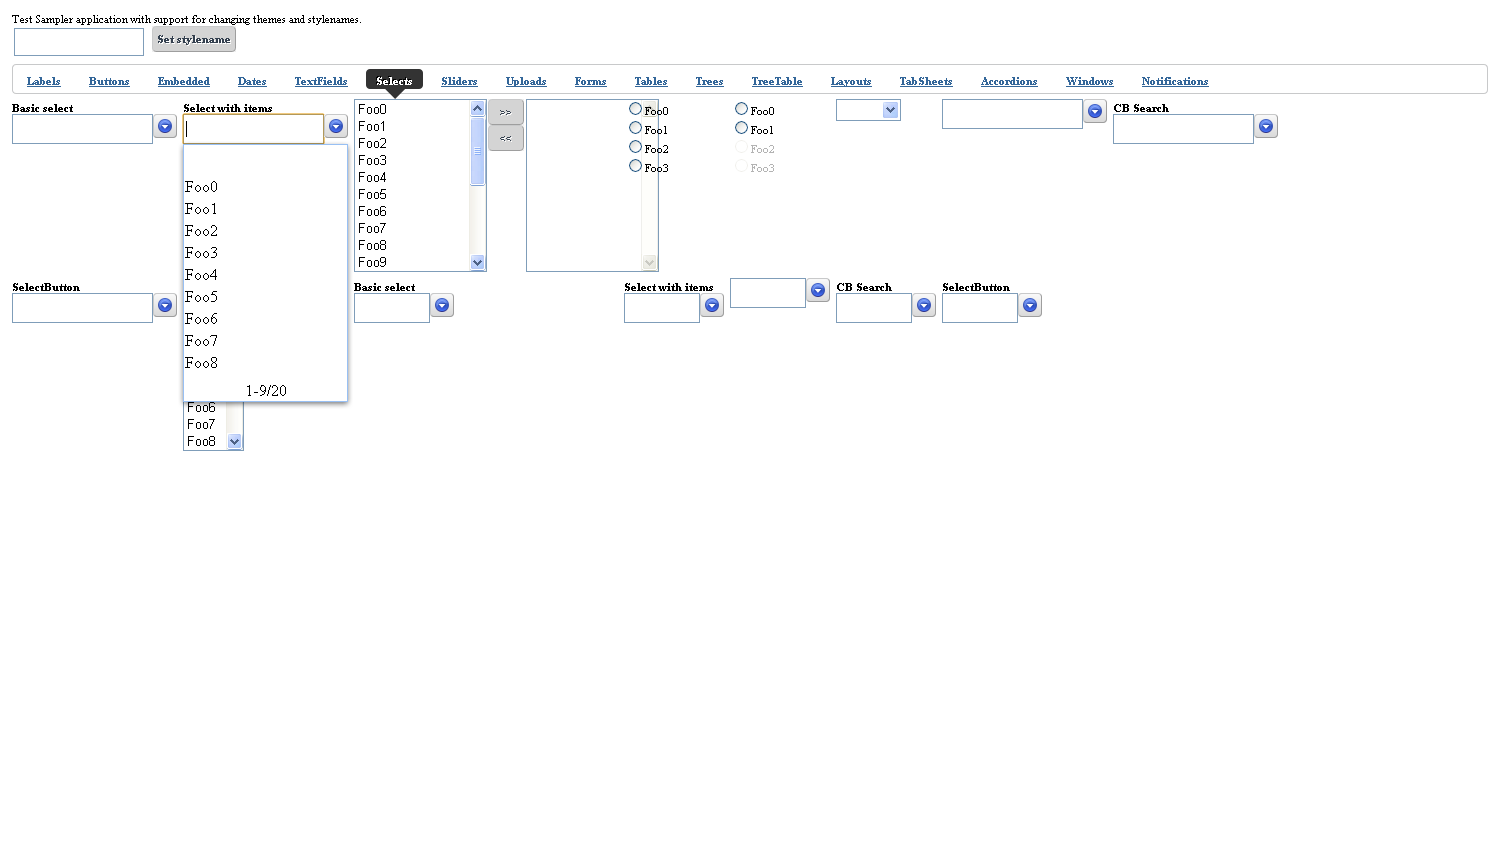 Test Sampler application with support for changing themes and stylenames.
Set stylename
Labels Buttons Embedded Dates TextFields Selects Sliders Uploads Forms Tables Trees TreeTable Layouts TabSheets Accordions Windows Notifications
Basic select
Select with items
Foo0
Foo1
Foo2
Foo3
Foo4
Foo5
Foo6
Foo7
Foo8
1-9/20
Foo0
Foo1
Foo2
Foo3
Foo4
Foo5
Foo6
Foo7
Foo8
Foo9
>>
<<
Foo0
Foo1
Foo2
Foo3
Foo0
Foo1
Foo2
Foo3
CB Search
SelectButton
Basic select
Select with items
CB Search
SelectButton
Foo6
Foo7
Foo8